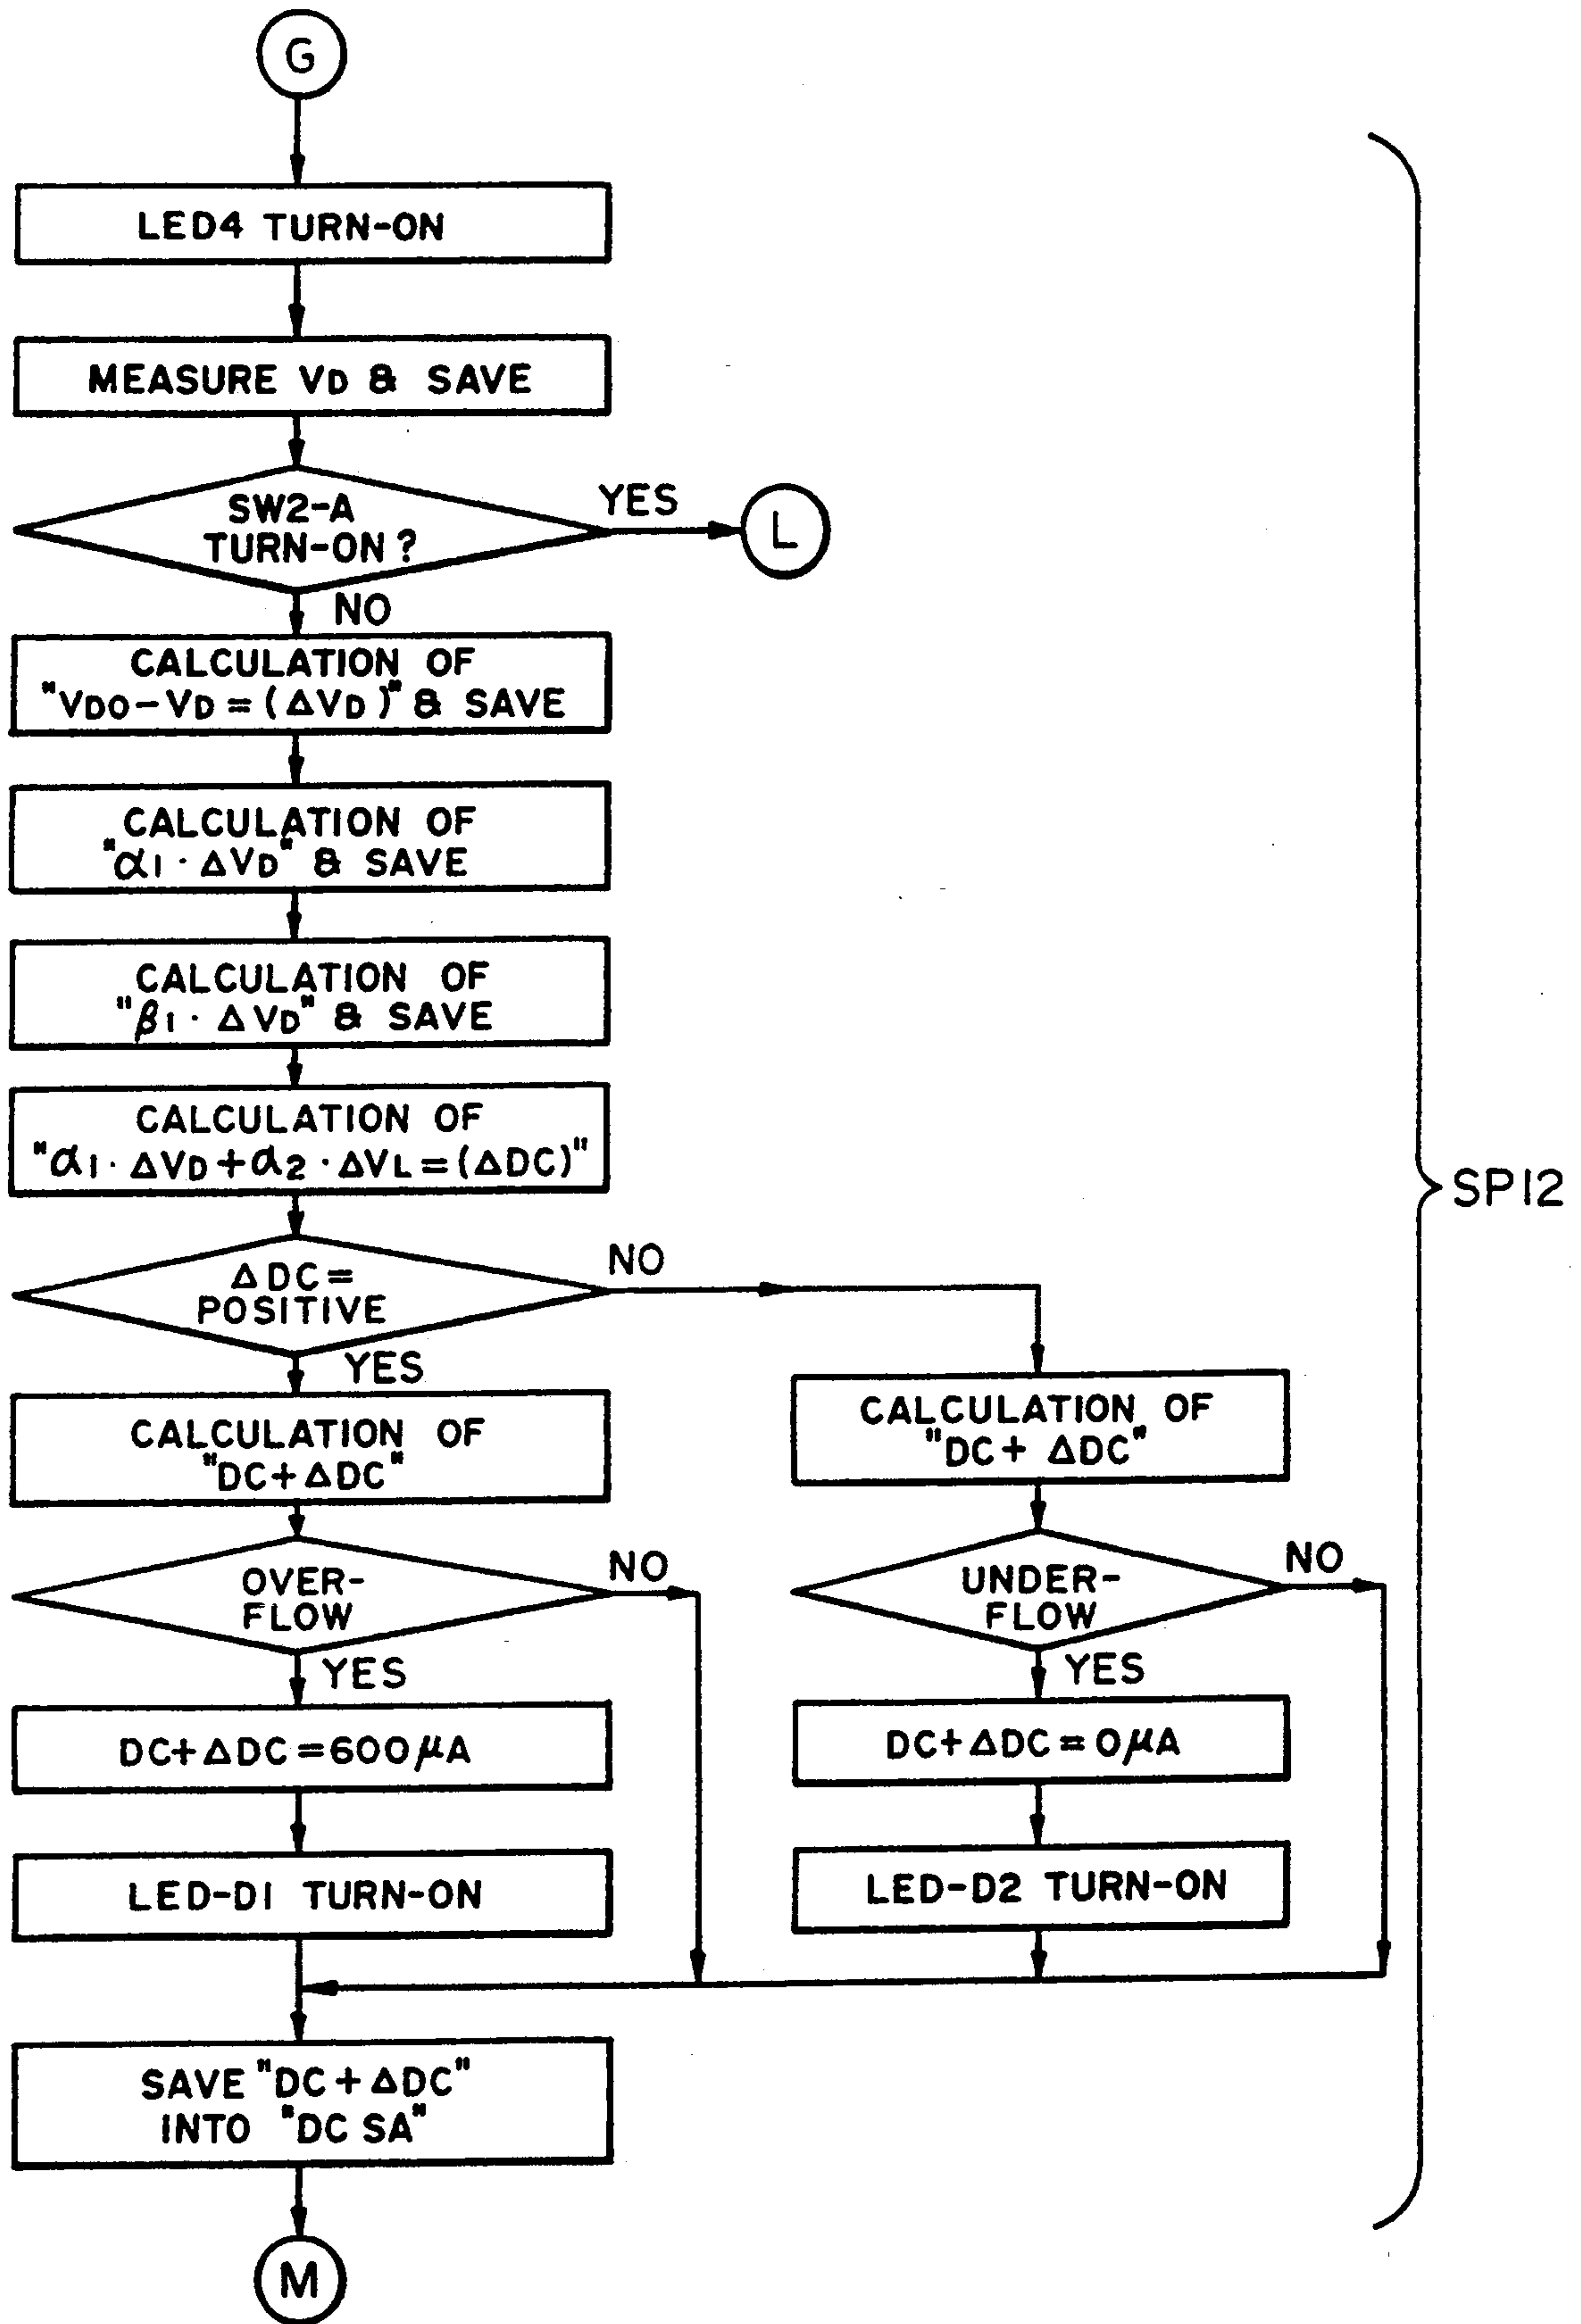 G
LED4 TURN-ON
MEASURE VD & SAVE
SW2-A
TURN-ON?
YES
L
NO
CALCULATION OF
"VDO-VD=(ΔVD)" & SAVE
CALCULATION OF
"α1·ΔVD" & SAVE
CALCULATION OF
"β1·ΔVD" & SAVE
CALCULATION OF
"α1·ΔVD+α2·ΔVL=(ΔDC)"
SP12
ΔDC=
POSITIVE
NO
YES
CALCULATION OF
"DC+ΔDC"
CALCULATION OF
"DC+ ΔDC"
OVER-
FLOW
NO
UNDER-
FLOW
NO
YES
YES
DC+ΔDC=600μA
DC+ΔDC=0μA
LED-D1 TURN-ON
LED-D2 TURN-ON
SAVE "DC+ΔDC"
INTO "DC SA"
M